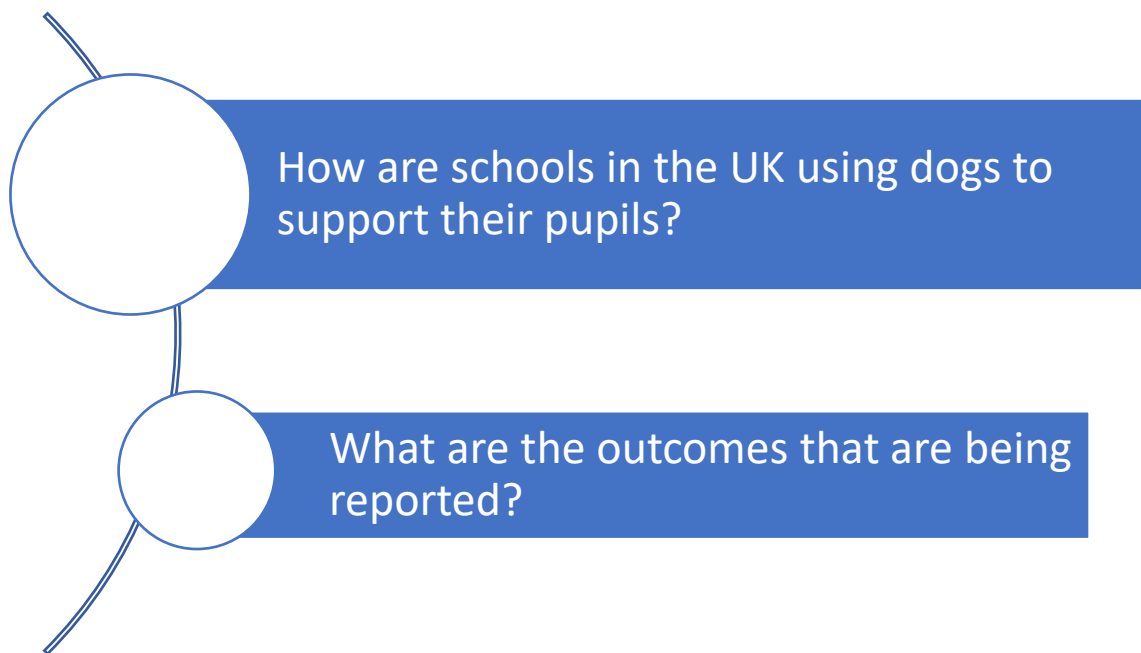 How are schools in the UK using dogs to
support their pupils?
What are the outcomes that are being
reported?